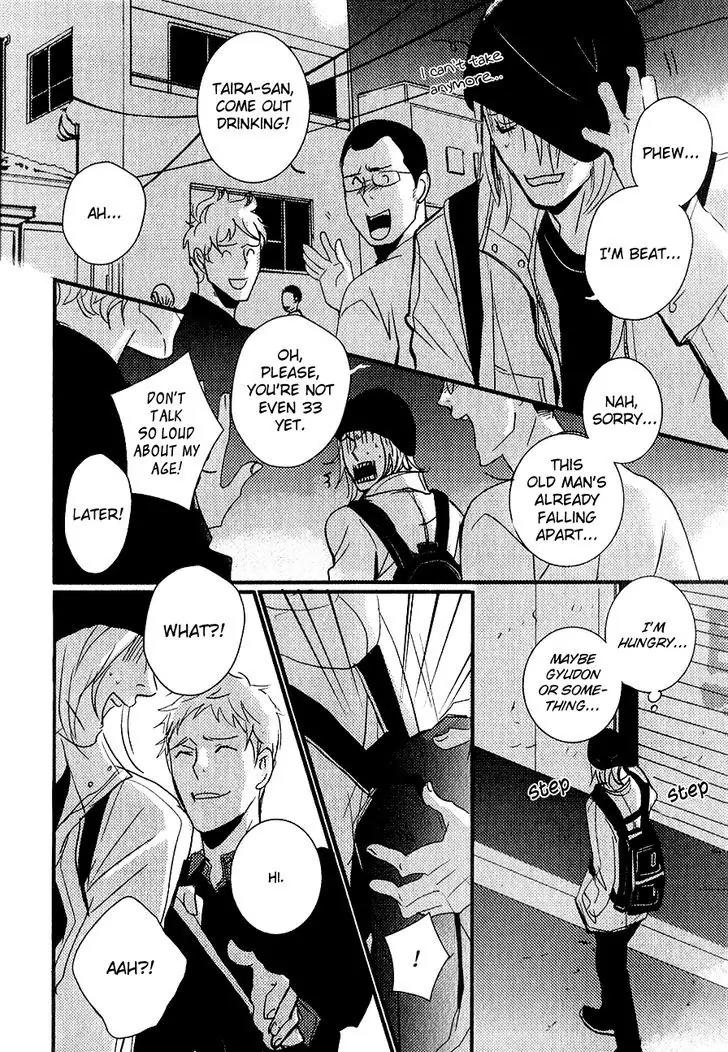 PHEW...
I'M BEAT...
I can't take
anymore...
TAIRA-SAN,
COME OUT
DRINKING!
AH...
NAH,
SORRY...
THIS
OLD MAN'S
ALREADY
FALLING
APART...
OH,
PLEASE,
YOU'RE NOT
EVEN 33
YET.
DON'T
TALK
SO LOUD
ABOUT MY
AGE!
LATER!
I'M
HUNGRY...
MAYBE
GYUDON
OR SOME-
THING...
Step
Step
!
WHAT?!
HI.
AAH?!